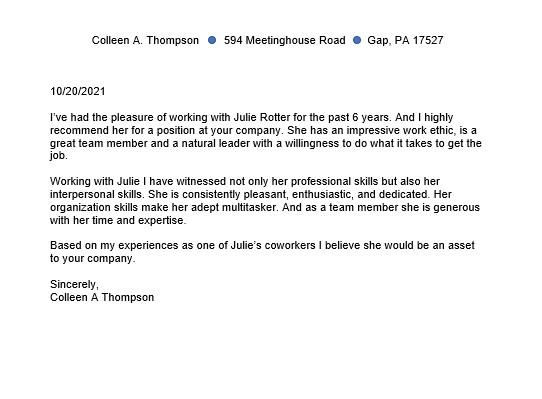 Colleen A. Thompson ● 594 Meetinghouse Road ● Gap, PA 17527
10/20/2021
I've had the pleasure of working with Julie Rotter for the past 6 years. And I highly
recommend her for a position at your company. She has an impressive work ethic, is a
great team member and a natural leader with a willingness to do what it takes to get the
job.
Working with Julie I have witnessed not only her professional skills but also her
interpersonal skills. She is consistently pleasant, enthusiastic, and dedicated. Her
organization skills make her adept multitasker. And as a team member she is generous
with her time and expertise.
Based on my experiences as one of Julie's coworkers I believe she would be an asset
to your company.
Sincerely,
Colleen A Thompson